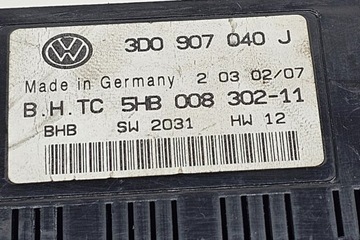 3D0 907 040 J
Made in Germany 2 03 02/07
B.H.TC 5HB 008 302-11
BHB SW 2031 HW 12